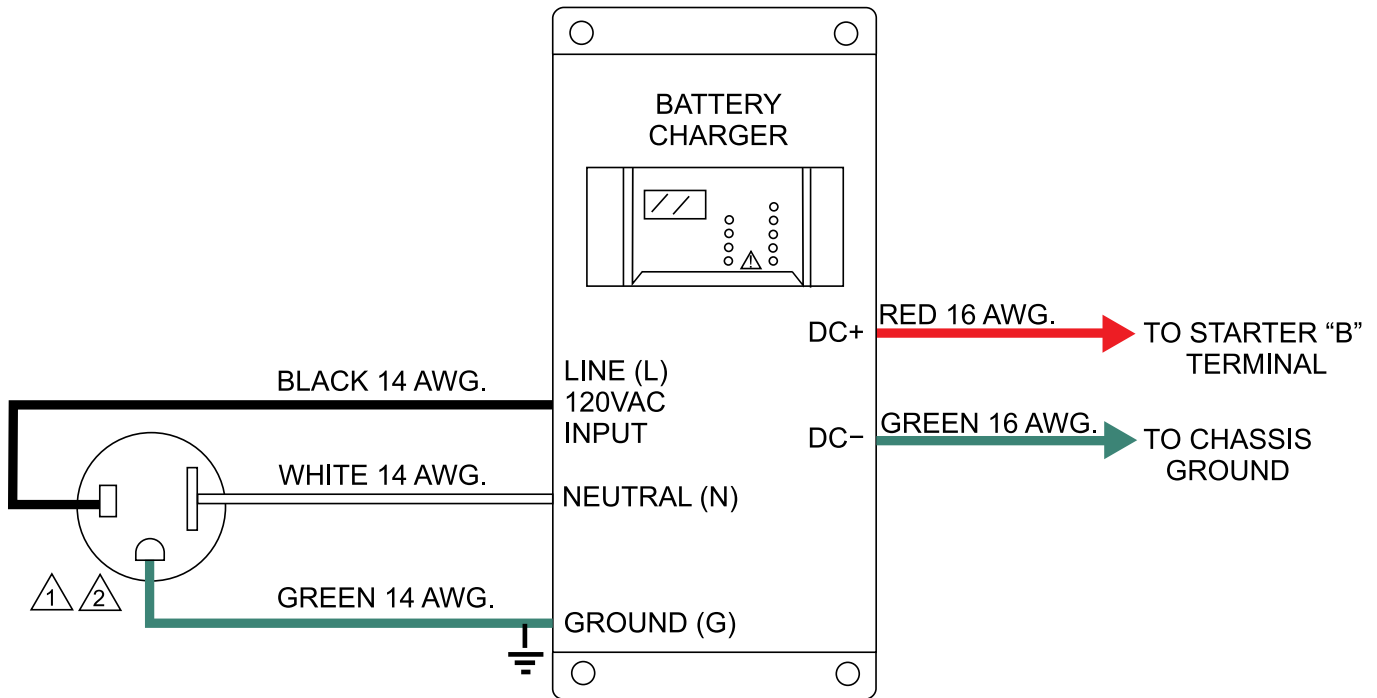 BATTERY
CHARGER
DC+
RED 16 AWG.
TO STARTER “B”
TERMINAL
BLACK 14 AWG.
LINE (L)
120VAC
INPUT
DC−
GREEN 16 AWG.
TO CHASSIS
GROUND
WHITE 14 AWG.
NEUTRAL (N)
1
2
GREEN 14 AWG.
GROUND (G)